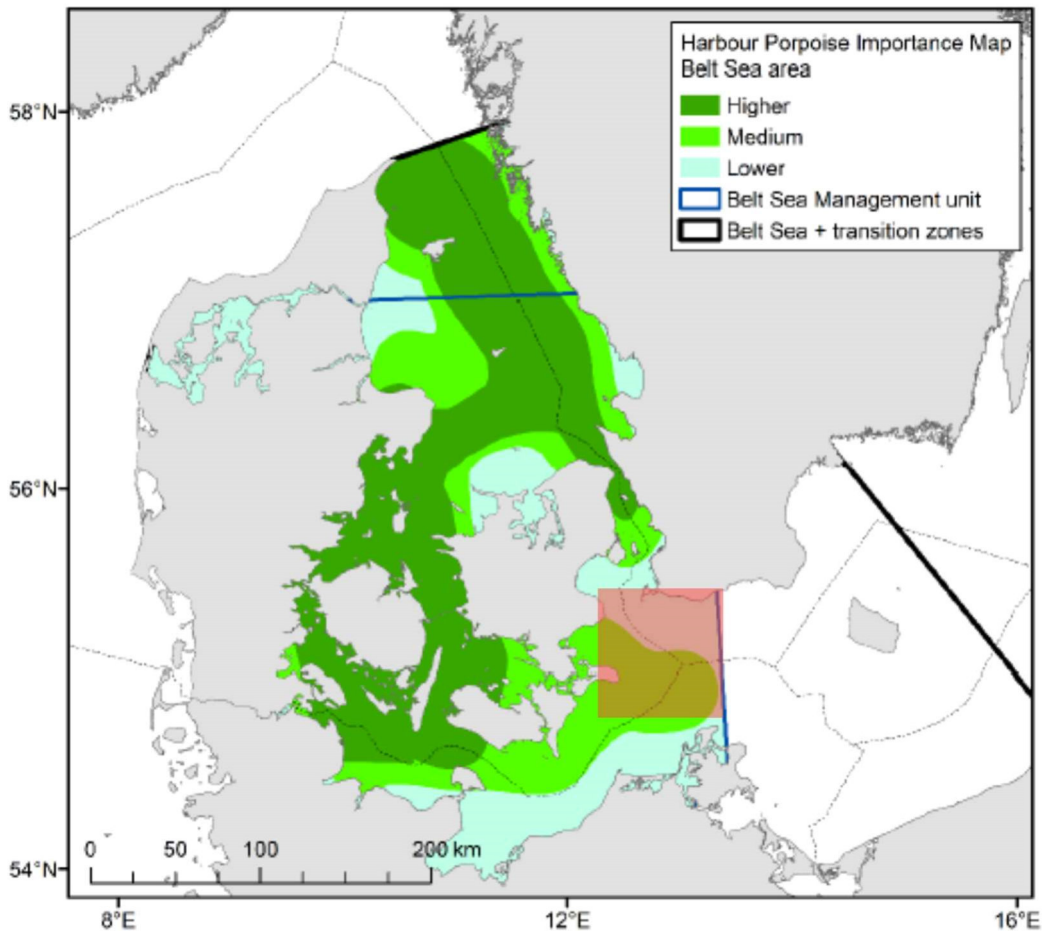 Harbour Porpoise Importance Map
Belt Sea area
Higher
Medium
Lower
Belt Sea Management unit
Belt Sea + transition zones
58°N
56°N
54°N
0 50 100 200 km
8°E 12°E 16°E